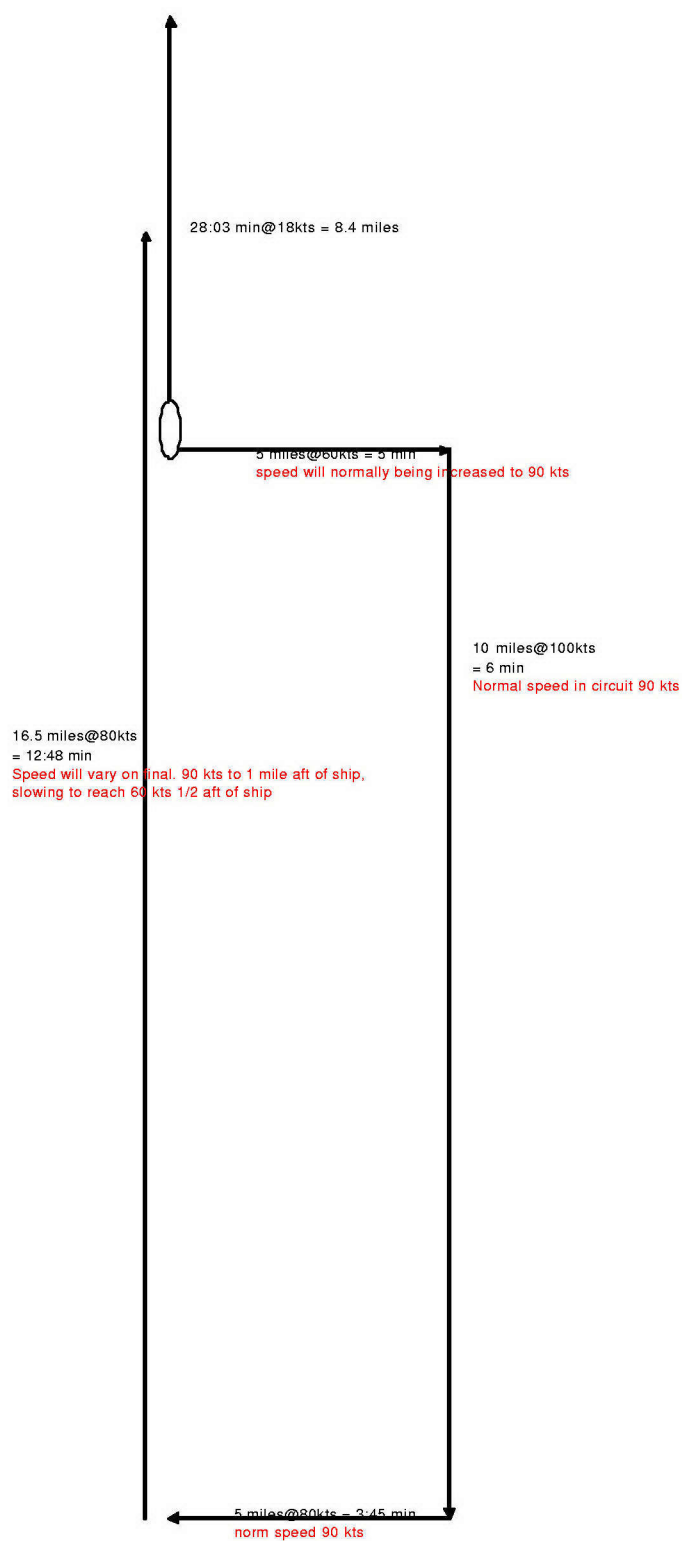 28:03 min@18kts = 8.4 miles
5 miles@60kts = 5 min
speed will normally being increased to 90 kts
10 miles@100kts
= 6 min
Normal speed in circuit 90 kts
16.5 miles@80kts
= 12:48 min
Speed will vary on final. 90 kts to 1 mile aft of ship,
slowing to reach 60 kts 1/2 aft of ship
5 miles@80kts = 3:45 min
norm speed 90 kts